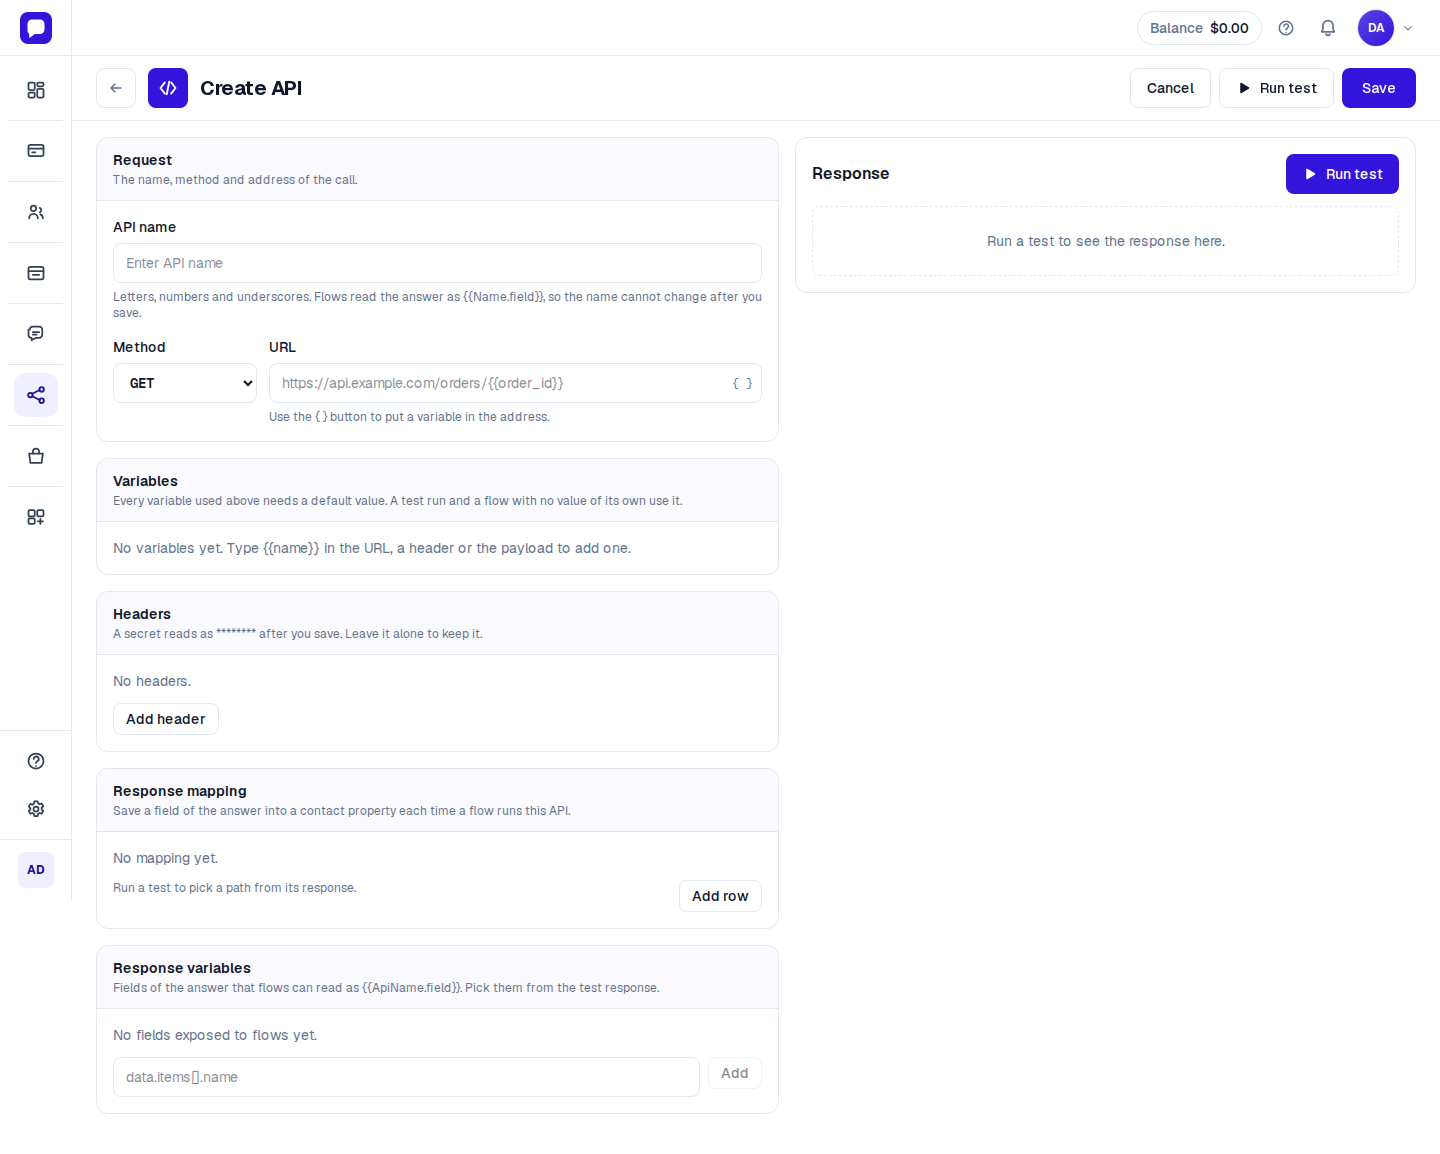 Balance $0.00
DA
Create API
Cancel
Run test
Save
Request
The name, method and address of the call.
API name
Enter API name
Letters, numbers and underscores. Flows read the answer as {{Name.field}}, so the name cannot change after you
save.
Method
URL
GET
https://api.example.com/orders/{{order_id}}
{ }
Use the { } button to put a variable in the address.
Variables
Every variable used above needs a default value. A test run and a flow with no value of its own use it.
No variables yet. Type {{name}} in the URL, a header or the payload to add one.
Headers
A secret reads as ******** after you save. Leave it alone to keep it.
No headers.
Add header
Response mapping
Save a field of the answer into a contact property each time a flow runs this API.
No mapping yet.
Run a test to pick a path from its response.
Add row
Response variables
Fields of the answer that flows can read as {{ApiName.field}}. Pick them from the test response.
No fields exposed to flows yet.
data.items[].name
Add
Response
Run test
Run a test to see the response here.
AD